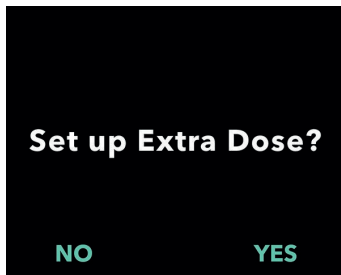 Set up Extra Dose?
NO YES